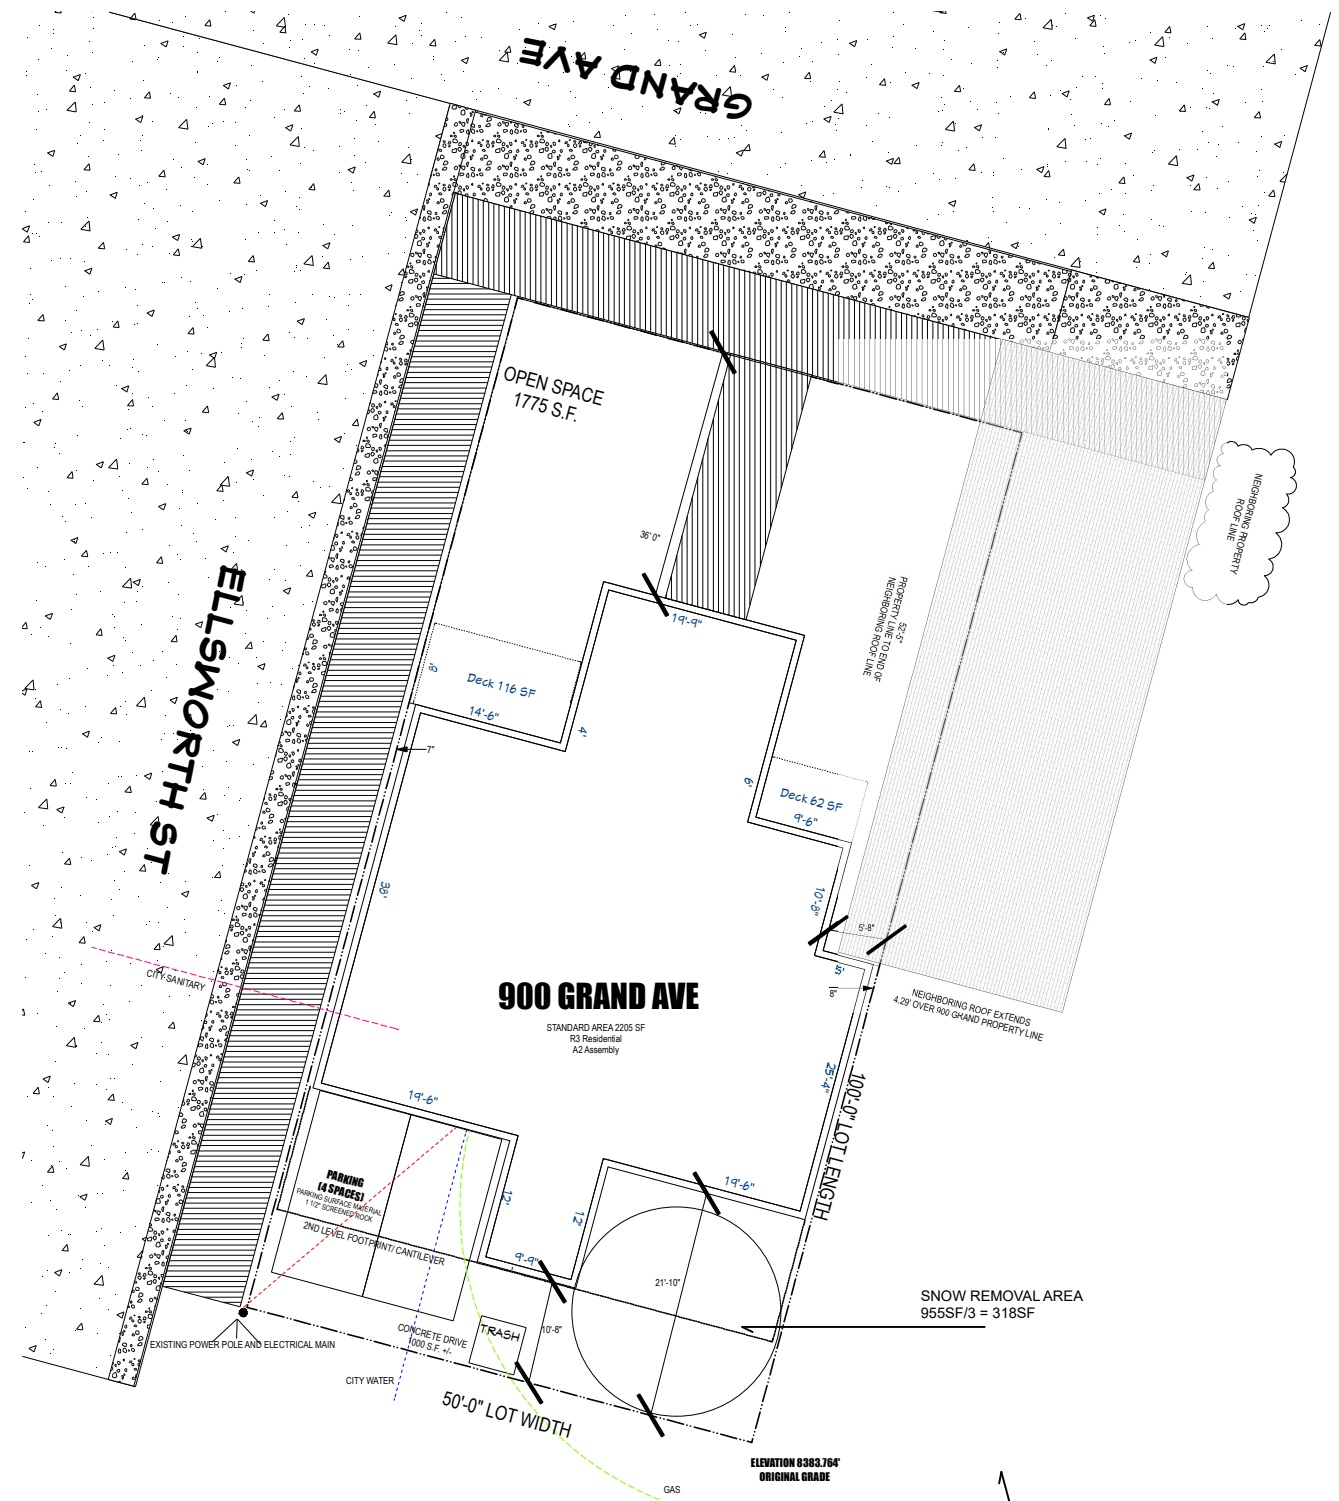 GRAND AVE
OPEN SPACE
1775 S.F.
NEIGHBORING PROPERTY
ROOF LINE
36' 0"
19'-9"
52'-5"
PROPERTY LINE TO END OF
NEIGHBORING ROOF LINE
ELLSWORTH ST
8'
Deck 116 SF
14'-6"
4'
7"
6'
Deck 62 SF
9'-6"
38'
10'-8"
5'-8"
5'
8"
CITY SANITARY
900 GRAND AVE
STANDARD AREA 2205 SF
R3 Residential
A2 Assembly
NEIGHBORING ROOF EXTENDS
4.29' OVER 900 GRAND PROPERTY LINE
25'-4"
100'-0" LOT LENGTH
19'-6"
PARKING
(4 SPACES)
PARKING SURFACE MATERIAL
1 1/2" SCREENED ROCK
2ND LEVEL FOOTPRINT/ CANTILEVER
12'
12'
19'-6"
9'-9"
21'-10"
SNOW REMOVAL AREA
955SF/3 = 318SF
TRASH
10'-8"
CONCRETE DRIVE
1000 S.F. +/-
EXISTING POWER POLE AND ELECTRICAL MAIN
CITY WATER
50'-0" LOT WIDTH
ELEVATION 8383.764'
ORIGINAL GRADE
GAS